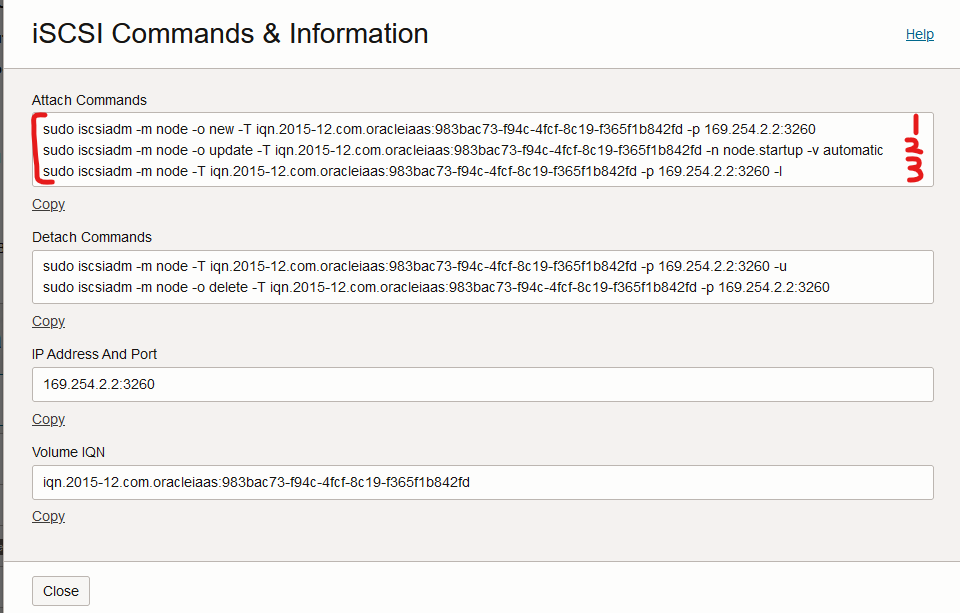 iSCSI Commands & Information
Help
Attach Commands
sudo iscsiadm -m node -o new -T iqn.2015-12.com.oracleiaas:983bac73-f94c-4fcf-8c19-f365f1b842fd -p 169.254.2.2:3260 1
sudo iscsiadm -m node -o update -T iqn.2015-12.com.oracleiaas:983bac73-f94c-4fcf-8c19-f365f1b842fd -n node.startup -v automatic 2
sudo iscsiadm -m node -T iqn.2015-12.com.oracleiaas:983bac73-f94c-4fcf-8c19-f365f1b842fd -p 169.254.2.2:3260 -l 3
Copy
Detach Commands
sudo iscsiadm -m node -T iqn.2015-12.com.oracleiaas:983bac73-f94c-4fcf-8c19-f365f1b842fd -p 169.254.2.2:3260 -u
sudo iscsiadm -m node -o delete -T iqn.2015-12.com.oracleiaas:983bac73-f94c-4fcf-8c19-f365f1b842fd -p 169.254.2.2:3260
Copy
IP Address And Port
169.254.2.2:3260
Copy
Volume IQN
iqn.2015-12.com.oracleiaas:983bac73-f94c-4fcf-8c19-f365f1b842fd
Copy
Close